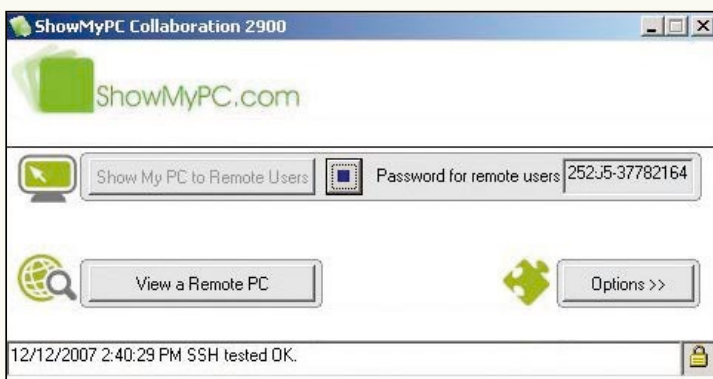 ShowMyPC Collaboration 2900
ShowMyPC.com
Show My PC to Remote Users
Password for remote users
View a Remote PC
Options >>
12/12/2007 2:40:29 PM SSH tested OK.